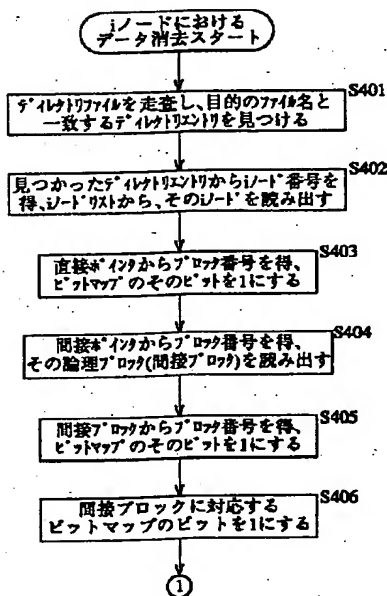 iノードにおける
データ消去スタート
S401
ディレクトリファイルを走査し、目的のファイル名と
一致するディレクトリエントリを見つける
S402
見つかったディレクトリエントリからiノード番号を
得、iノードリストから、そのiノードを読み出す
S403
直接ポインタからブロック番号を得、
ビットマップのそのビットを1にする
S404
間接ポインタからブロック番号を得、
その論理ブロック(間接ブロック)を読み出す
S405
間接ブロックからブロック番号を得、
ビットマップのそのビットを1にする
S406
間接ブロックに対応する
ビットマップのビットを1にする
1